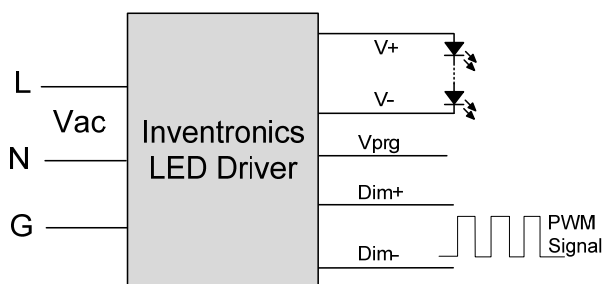 L
Vac
N
G
Inventronics
LED Driver
V+
V-
Vprg
Dim+
Dim-
PWM
Signal